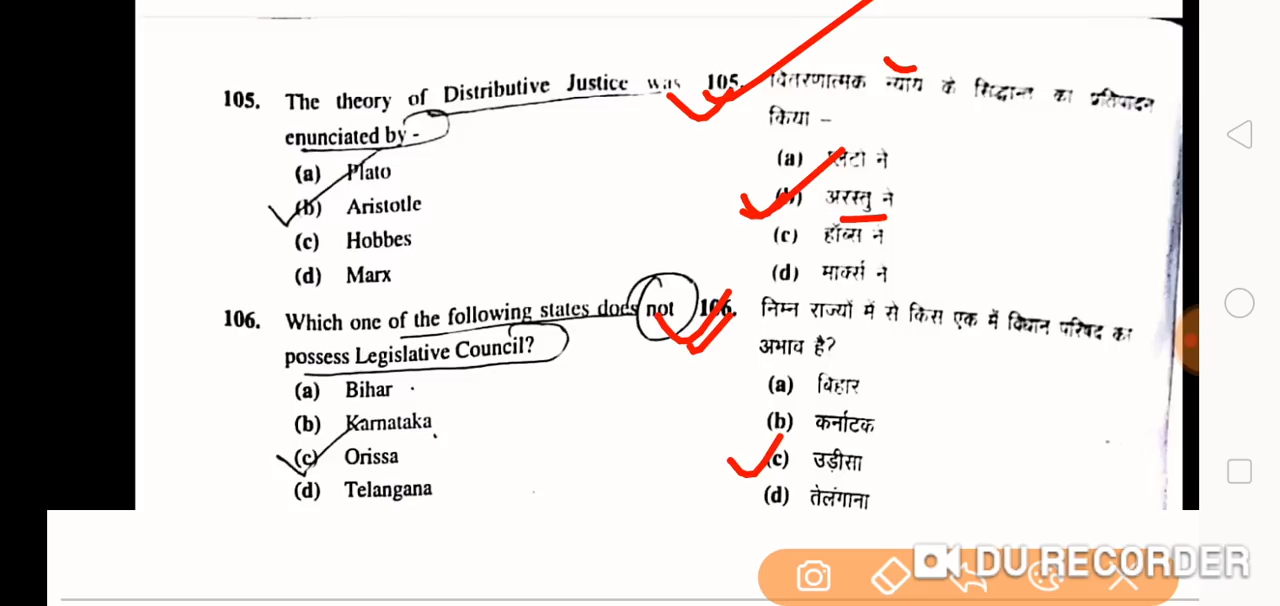 105. The theory of Distributive Justice was
enunciated by -
(a) Plato
(b) Aristotle
(c) Hobbes
(d) Marx
106. Which one of the following states does not
possess Legislative Council?
(a) Bihar
(b) Karnataka
(c) Orissa
(d) Telangana
105. वितरणात्मक न्याय के सिद्धान्त का प्रतिपादन
किया –
(a) प्लेटो ने
(b) अरस्तु ने
(c) हॉब्स ने
(d) मार्क्स ने
106. निम्न राज्यों में से किस एक में विधान परिषद का
अभाव है?
(a) बिहार
(b) कर्नाटक
(c) उड़ीसा
(d) तेलंगाना
DU RECORDER